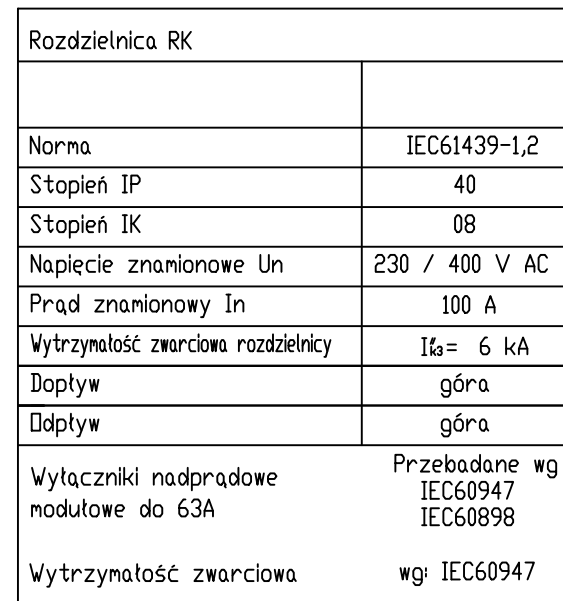 Rozdzielnica RK
Norma IEC61439-1,2
Stopień IP 40
Stopień IK 08
Napięcie znamionowe Un 230 / 400 V AC
Prąd znamionowy In 100 A
Wytrzymałość zwarciowa rozdzielnicy I"k3= 6 kA
Dopływ góra
Odpływ góra
Wyłączniki nadprądowe
modułowe do 63A
Przebadane wg
IEC60947
IEC60898
Wytrzymałość zwarciowa wg: IEC60947